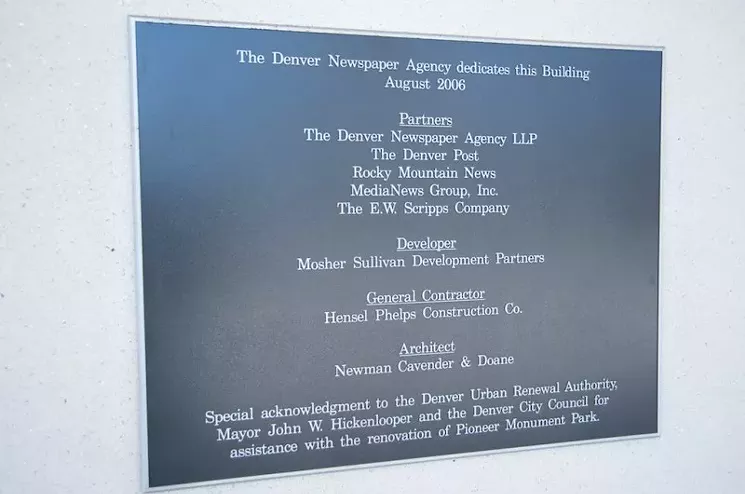 The Denver Newspaper Agency dedicates this Building
August 2006
Partners
The Denver Newspaper Agency LLP
The Denver Post
Rocky Mountain News
MediaNews Group, Inc.
The E.W. Scripps Company
Developer
Mosher Sullivan Development Partners
General Contractor
Hensel Phelps Construction Co.
Architect
Newman Cavender & Doane
Special acknowledgment to the Denver Urban Renewal Authority,
Mayor John W. Hickenlooper and the Denver City Council for
assistance with the renovation of Pioneer Monument Park.